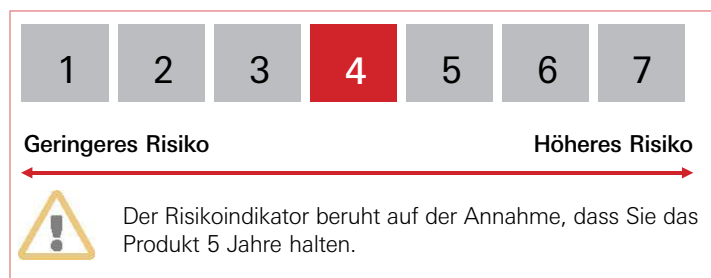 1 2 3 4 5 6 7
Geringeres Risiko Höheres Risiko
Der Risikoindikator beruht auf der Annahme, dass Sie das
Produkt 5 Jahre halten.